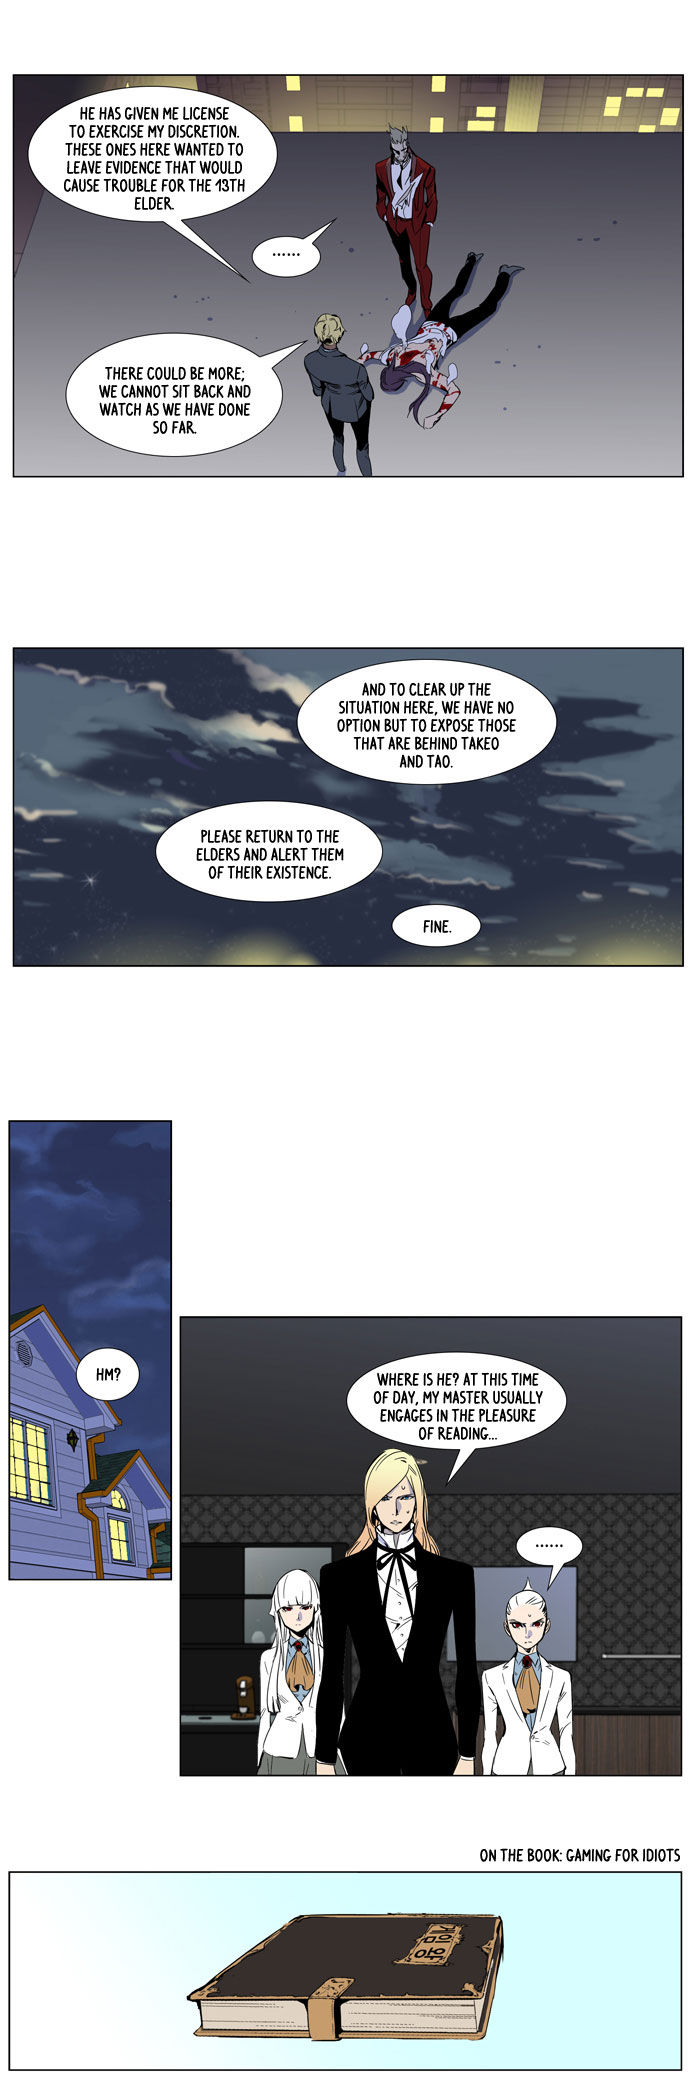 HE HAS GIVEN ME LICENSE
TO EXERCISE MY DISCRETION.
THESE ONES HERE WANTED TO
LEAVE EVIDENCE THAT WOULD
CAUSE TROUBLE FOR THE 13TH
ELDER.
......
THERE COULD BE MORE;
WE CANNOT SIT BACK AND
WATCH AS WE HAVE DONE
SO FAR.
AND TO CLEAR UP THE
SITUATION HERE, WE HAVE NO
OPTION BUT TO EXPOSE THOSE
THAT ARE BEHIND TAKEO
AND TAO.
PLEASE RETURN TO THE
ELDERS AND ALERT THEM
OF THEIR EXISTENCE.
FINE.
HM?
WHERE IS HE? AT THIS TIME
OF DAY, MY MASTER USUALLY
ENGAGES IN THE PLEASURE
OF READING...
......
ON THE BOOK: GAMING FOR IDIOTS